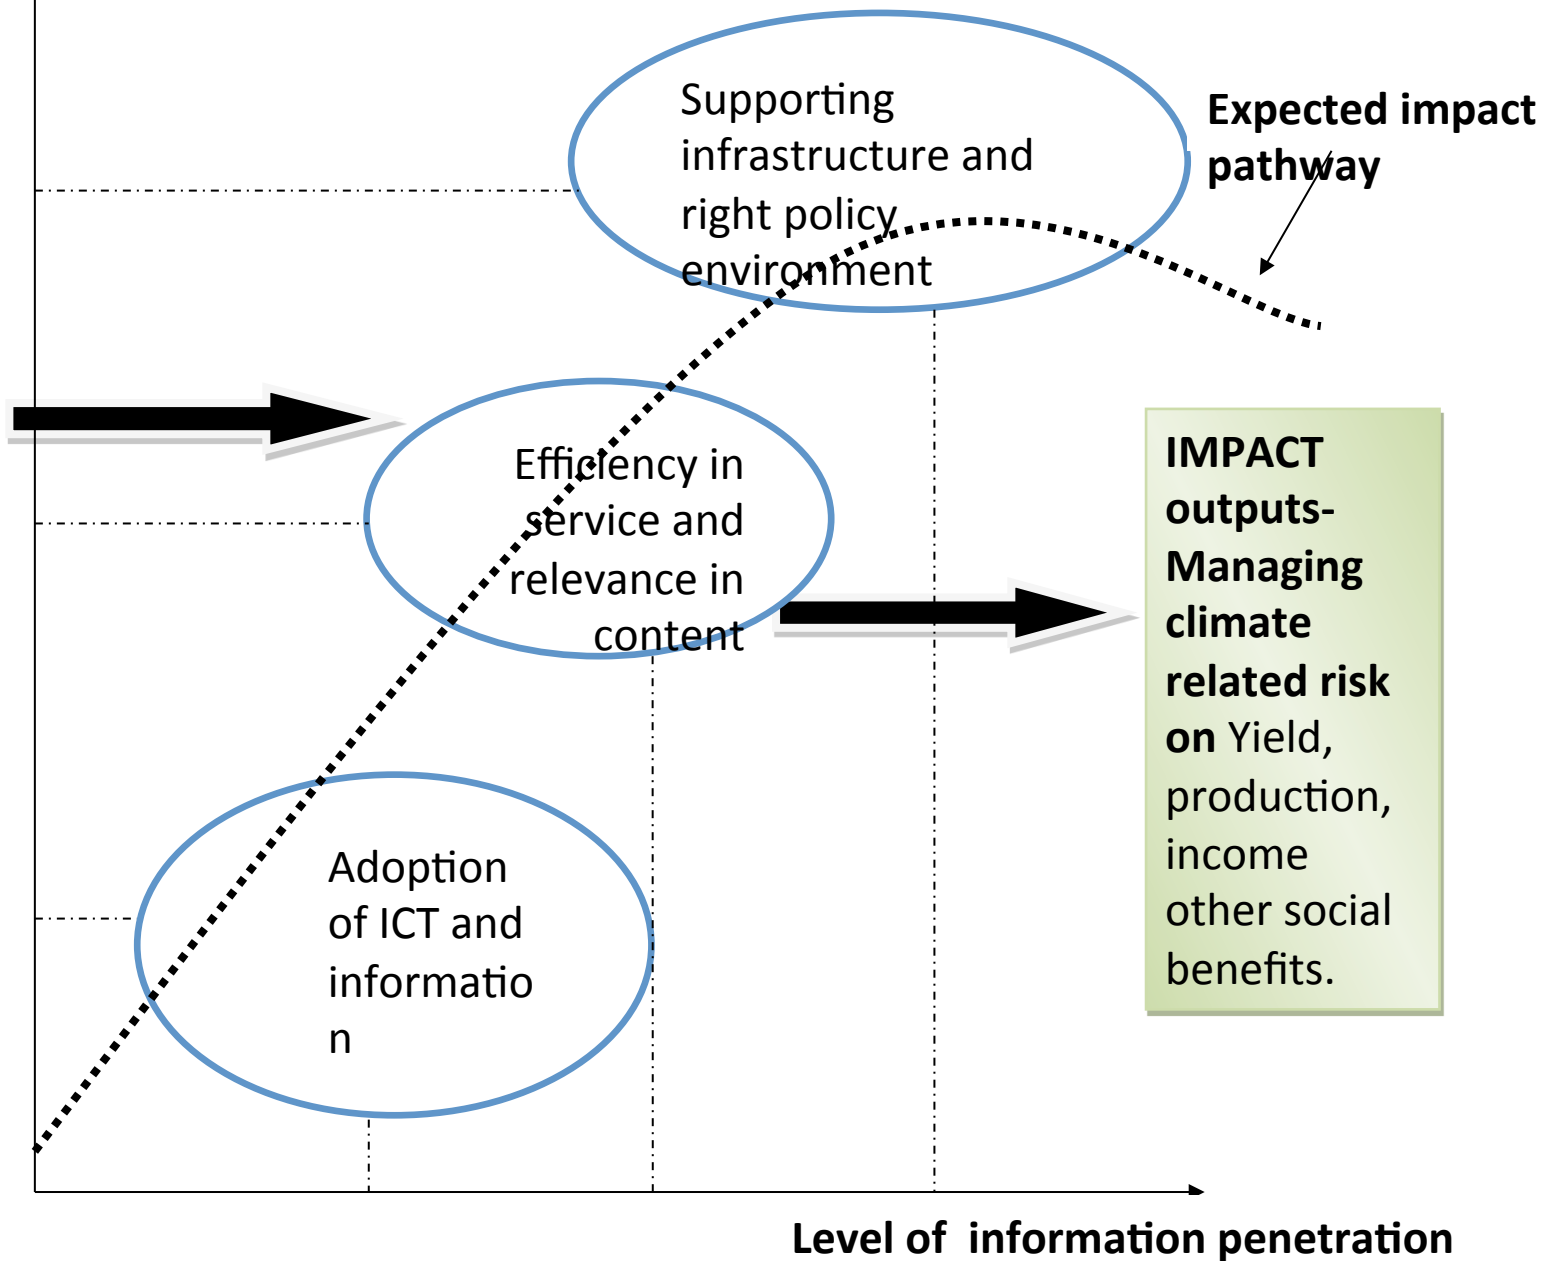 Supporting
infrastructure and
right policy
environment
Expected impact
pathway
Efficiency in
service and
relevance in
content
IMPACT
outputs-
Managing
climate
related risk
on Yield,
production,
income
other social
benefits.
Adoption
of ICT and
informatio
n
Level of  information penetration